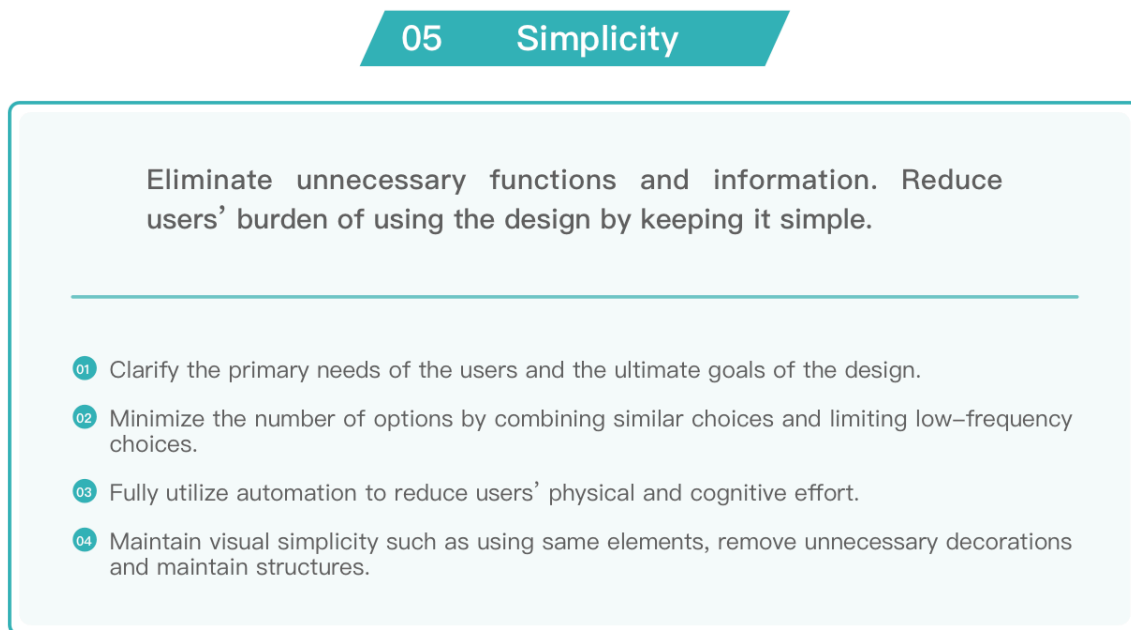 05 Simplicity
Eliminate unnecessary functions and information. Reduce
users’ burden of using the design by keeping it simple.
01 Clarify the primary needs of the users and the ultimate goals of the design.
02 Minimize the number of options by combining similar choices and limiting low–frequency
choices.
03 Fully utilize automation to reduce users’ physical and cognitive effort.
04 Maintain visual simplicity such as using same elements, remove unnecessary decorations
and maintain structures.